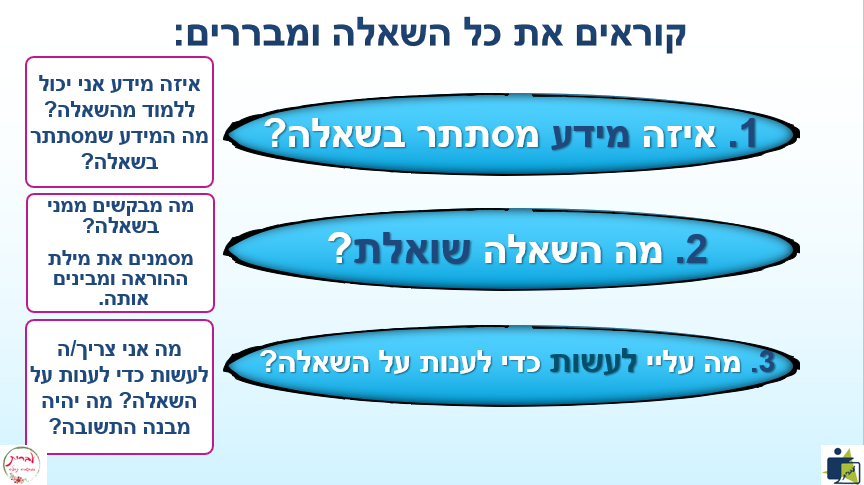 קוראים את כל השאלה ומבררים:
1. איזה מידע מסתתר בשאלה?
איזה מידע אני יכול
ללמוד מהשאלה?
מה המידע שמסתתר
בשאלה?
2. מה השאלה שואלת?
מה מבקשים ממני
בשאלה?
מסמנים את מילת
ההוראה ומבינים
אותה.
3. מה עליי לעשות כדי לענות על השאלה?
מה אני צריך/ה
לעשות כדי לענות על
השאלה? מה יהיה
מבנה התשובה?